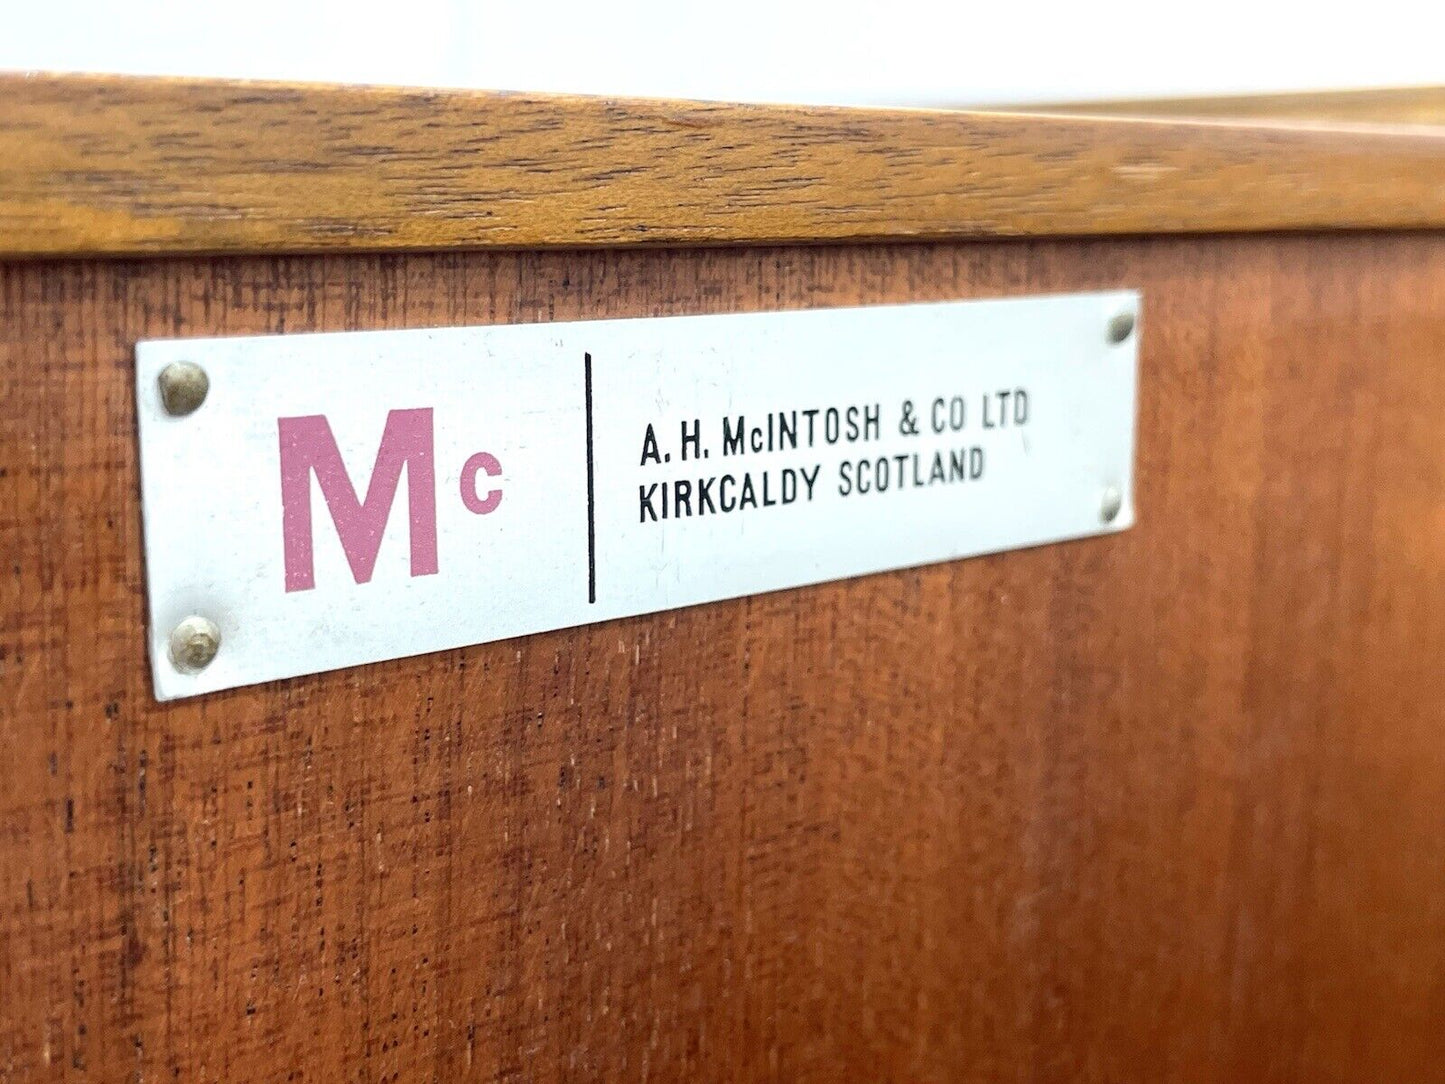 Mc
A. H. McINTOSH & CO LTD
KIRKCALDY SCOTLAND